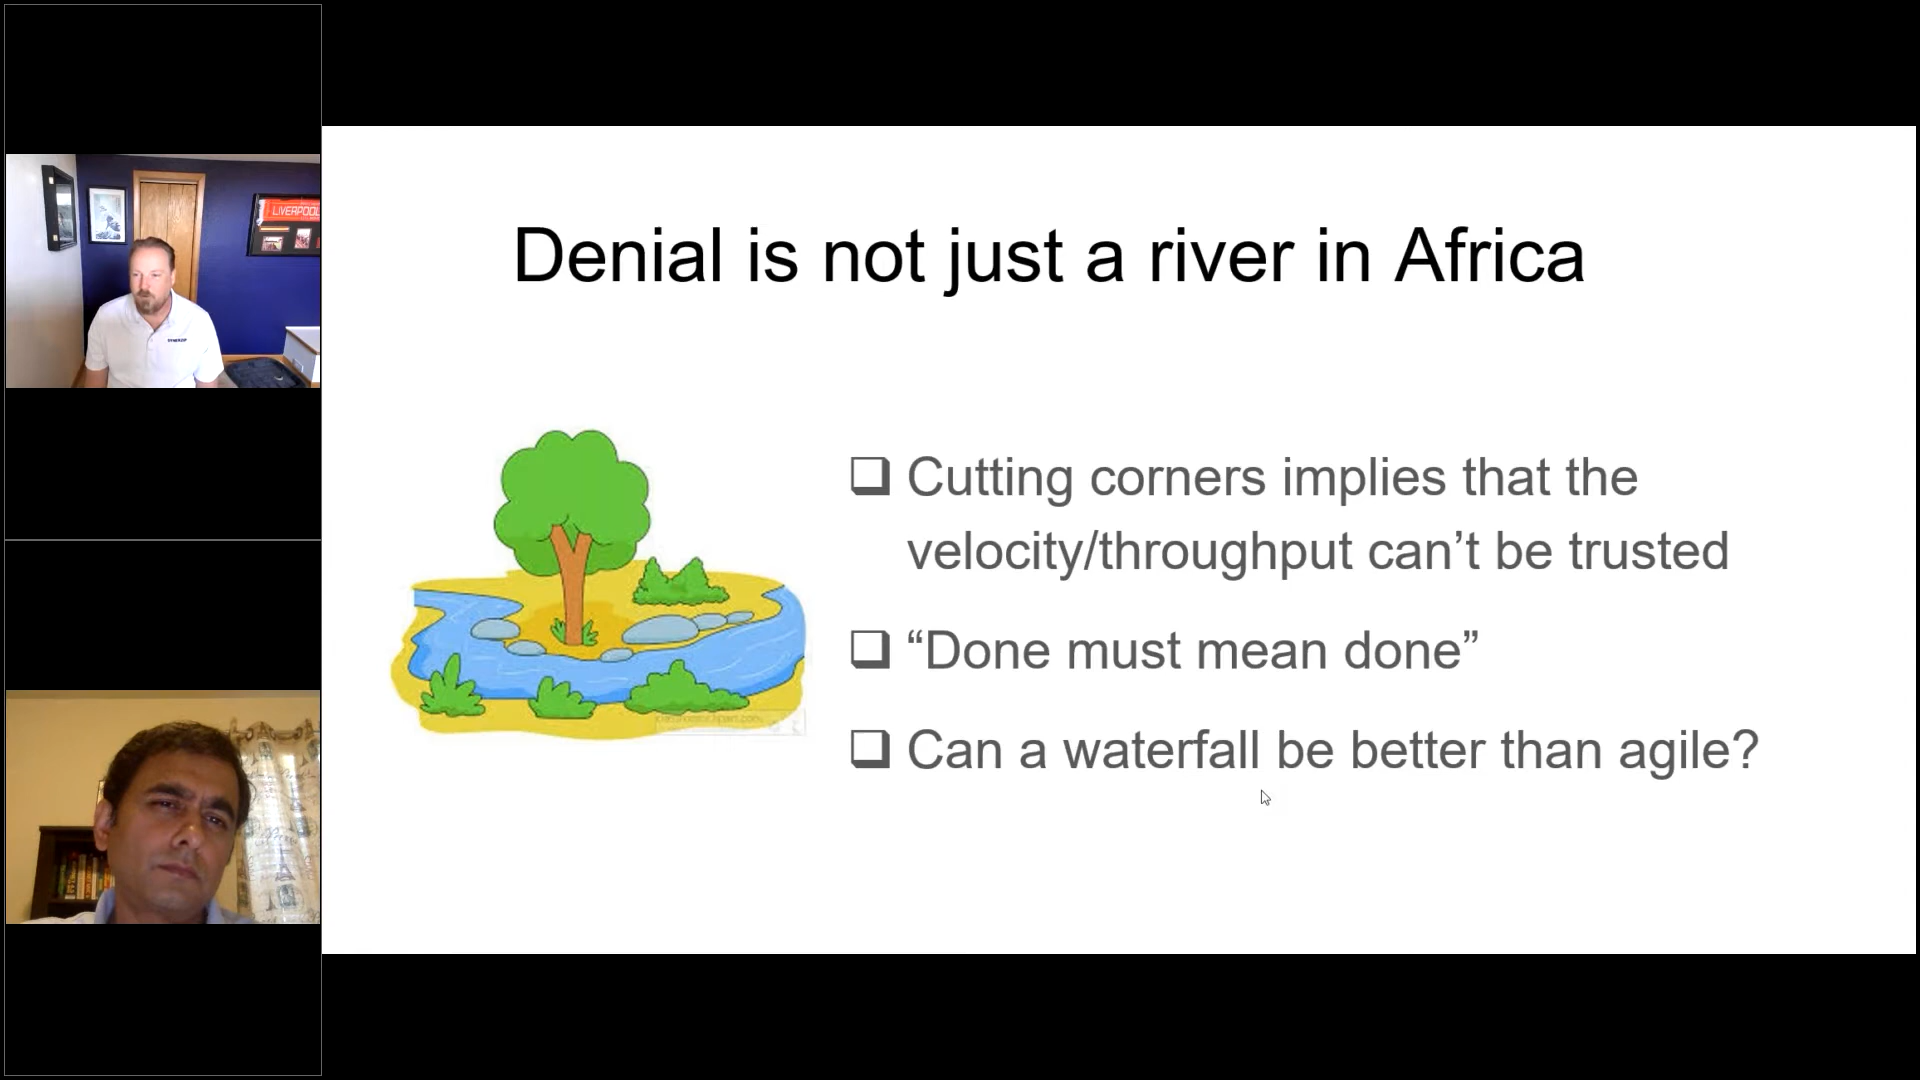 LIVERPOOL
Denial is not just a river in Africa
Cutting corners implies that the
velocity/throughput can’t be trusted
“Done must mean done”
Can a waterfall be better than agile?